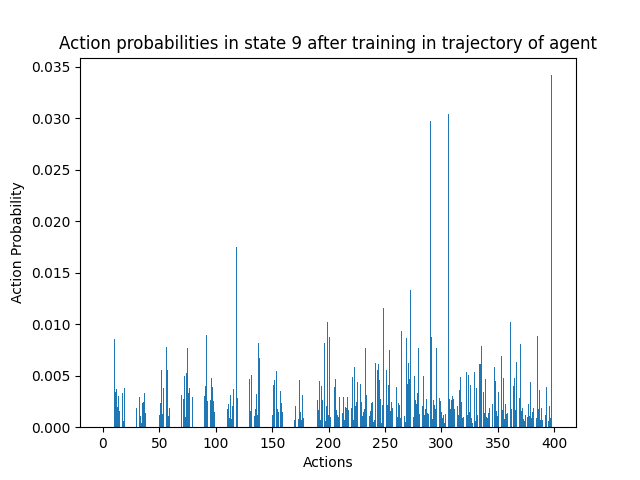 Action probabilities in state 9 after training in trajectory of agent
0.035
0.030
0.025
0.020
0.015
0.010
0.005
0.000
Action Probability
0 50 100 150 200 250 300 350 400
Actions